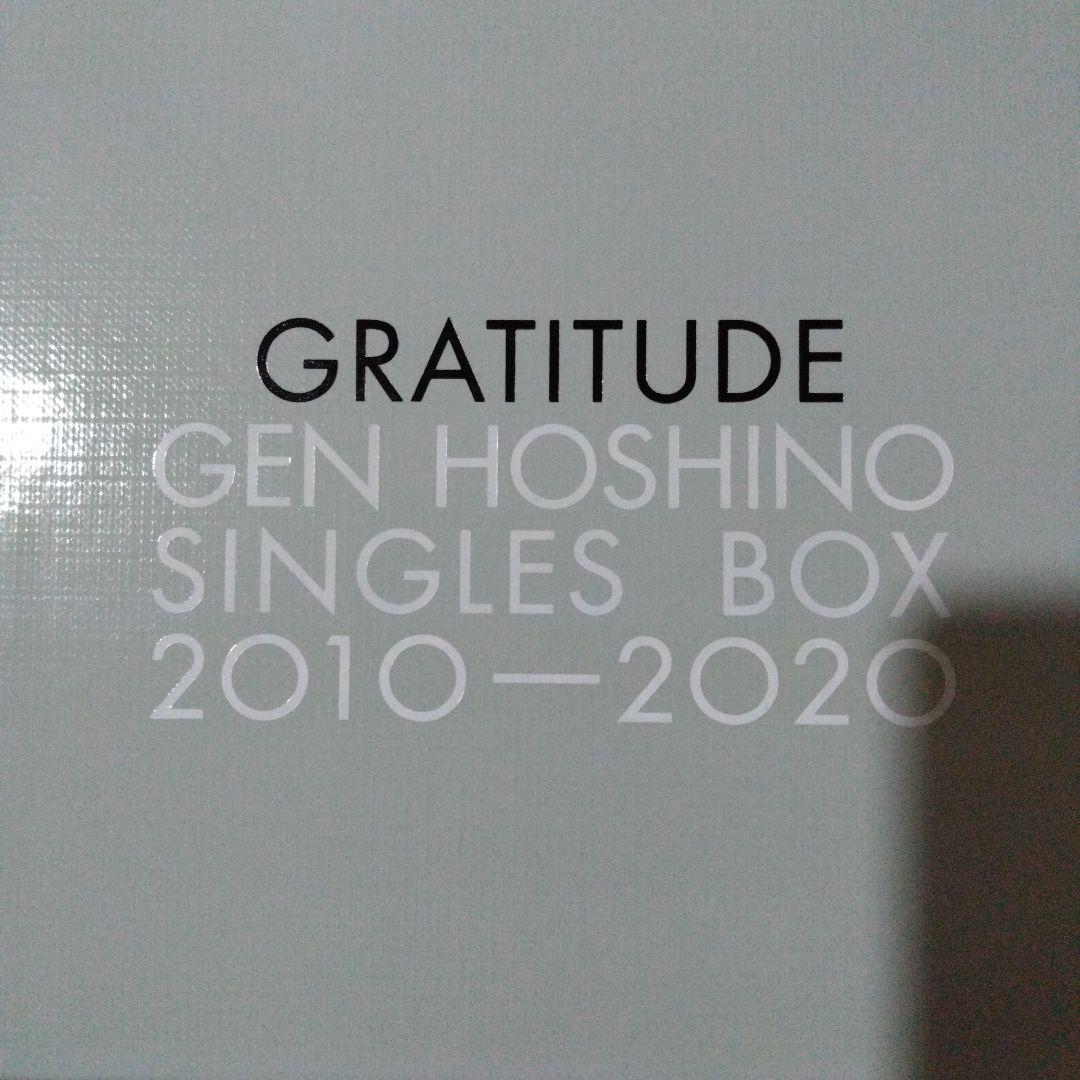 GRATITUDE
GEN HOSHINO
SINGLES BOX
2010—2020